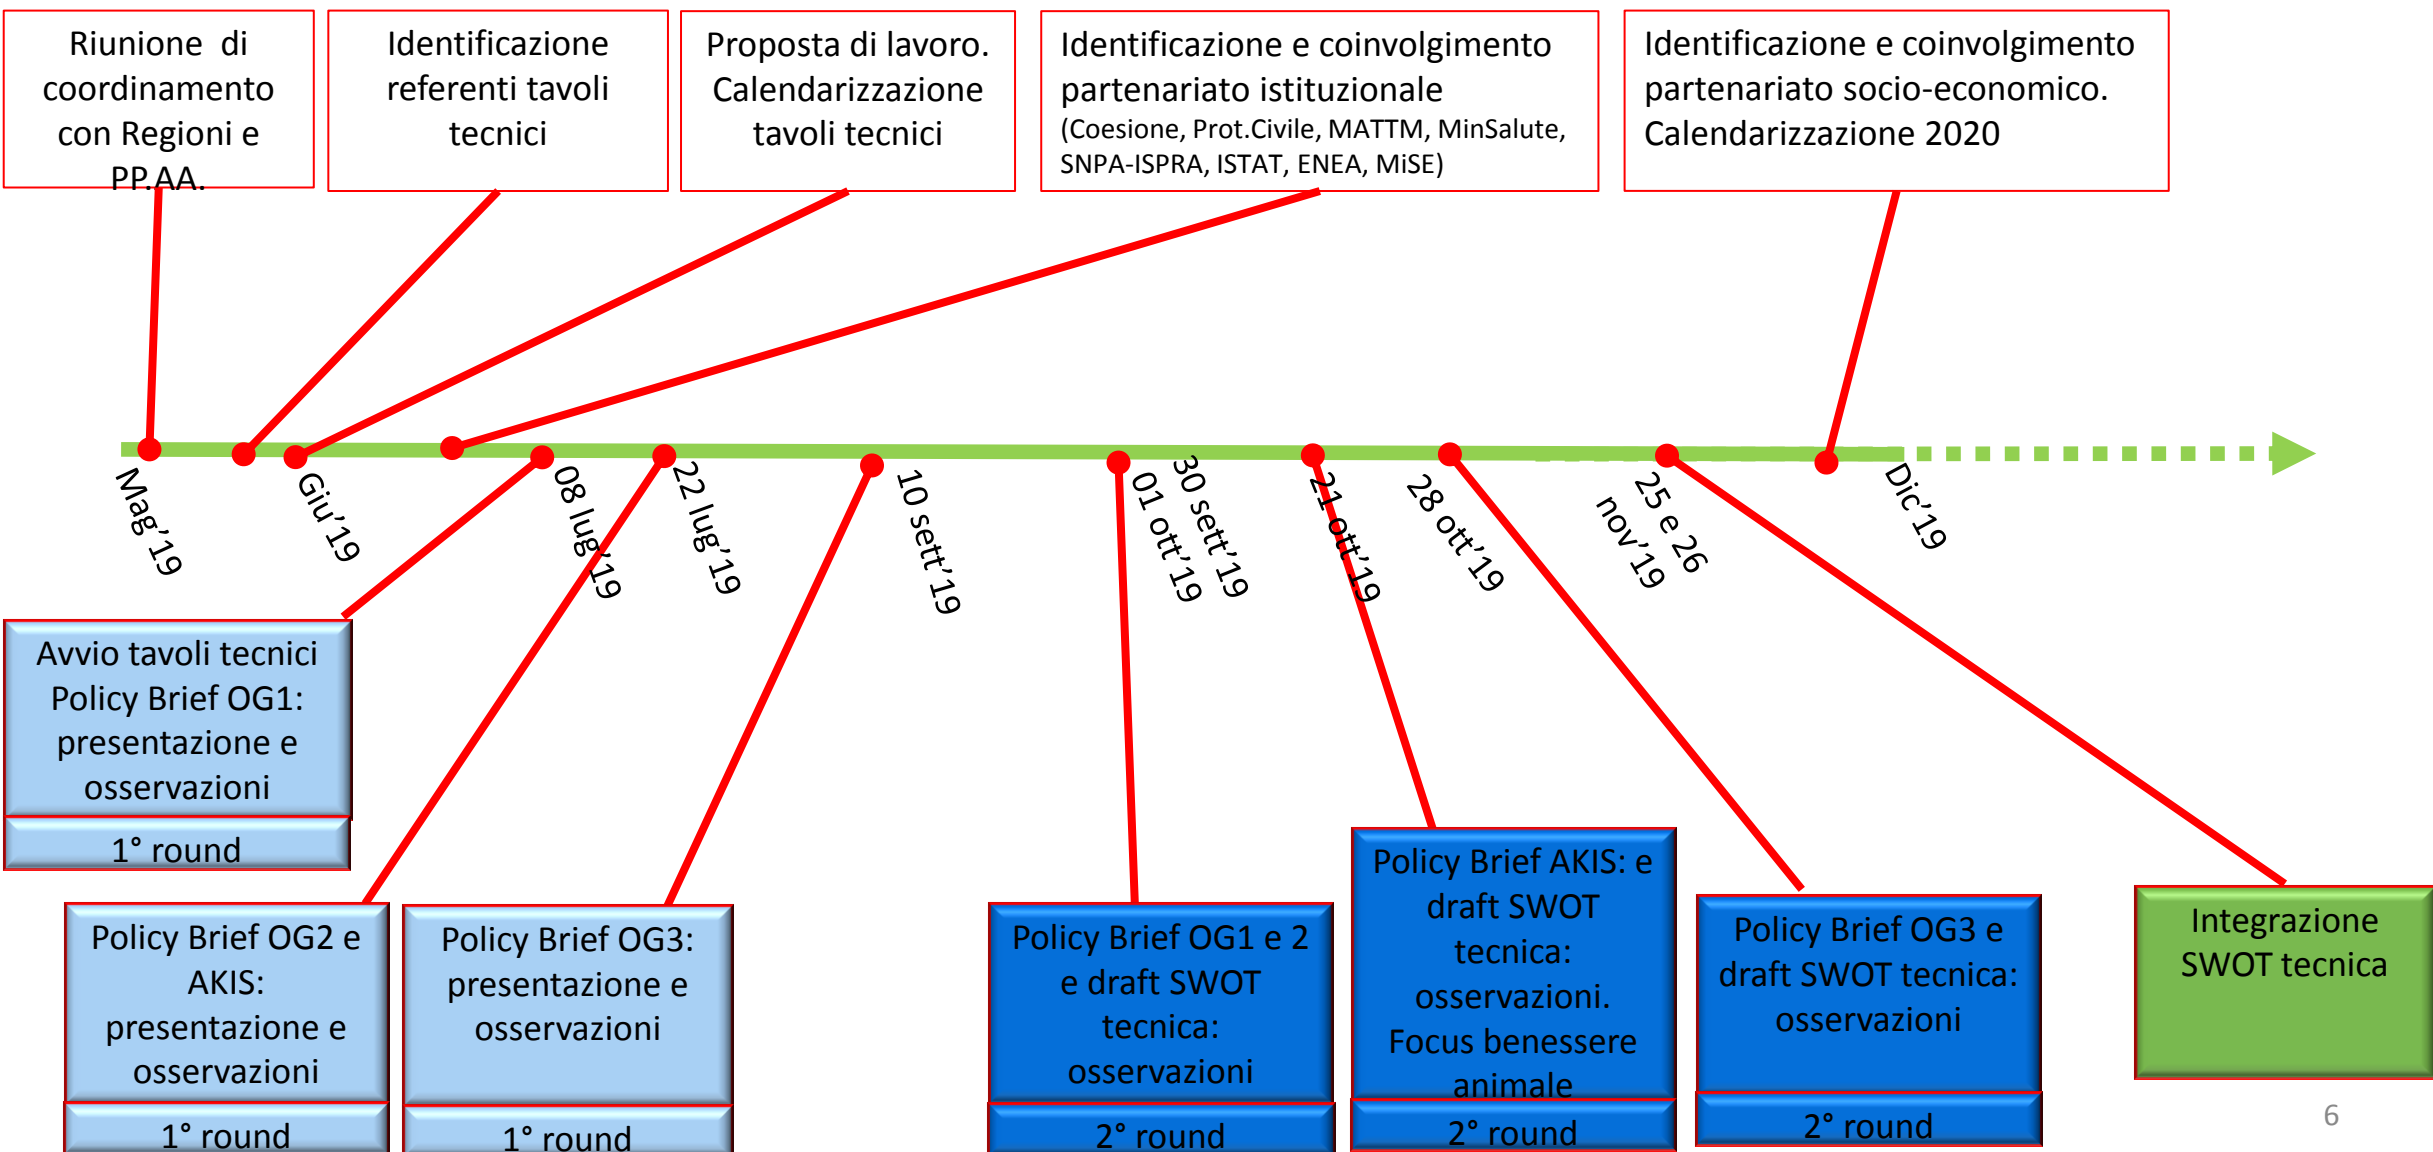 Riunione di
coordinamento
con Regioni e
PP.AA.
Identificazione
referenti tavoli
tecnici
Proposta di lavoro.
Calendarizzazione
tavoli tecnici
Identificazione e coinvolgimento
partenariato istituzionale
(Coesione, Prot.Civile, MATTM, MinSalute,
SNPA-ISPRA, ISTAT, ENEA, MiSE)
Identificazione e coinvolgimento
partenariato socio-economico.
Calendarizzazione 2020
Mag’19
Giu’19
08 lug’19
22 lug’19
10 sett’19
30 sett’19
01 ott’19
21 ott’19
28 ott’19
25 e 26
nov’19
Dic’19
Avvio tavoli tecnici
Policy Brief OG1:
presentazione e
osservazioni
1° round
Policy Brief OG2 e
AKIS:
presentazione e
osservazioni
1° round
Policy Brief OG3:
presentazione e
osservazioni
1° round
Policy Brief OG1 e 2
e draft SWOT
tecnica:
osservazioni
2° round
Policy Brief AKIS: e
draft SWOT
tecnica:
osservazioni.
Focus benessere
animale
2° round
Policy Brief OG3 e
draft SWOT tecnica:
osservazioni
2° round
Integrazione
SWOT tecnica
6